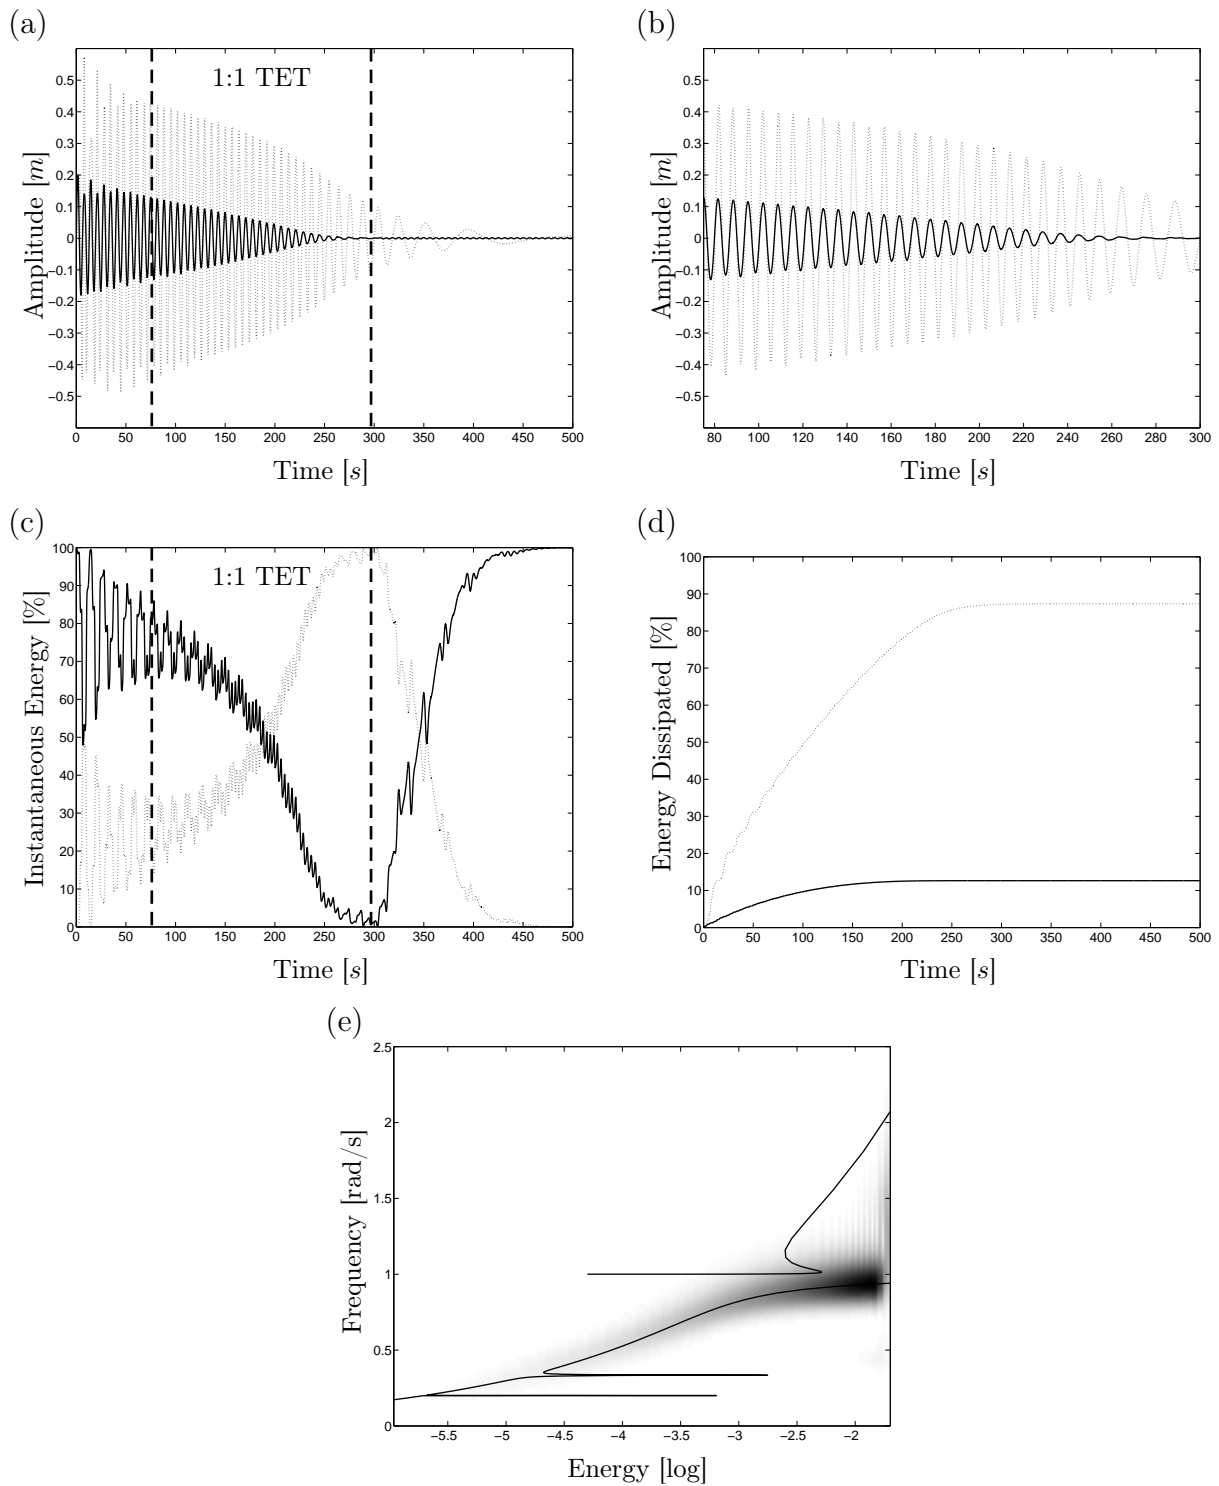 (a)
1:1 TET
Amplitude [m]
0.5
0.4
0.3
0.2
0.1
0
−0.1
−0.2
−0.3
−0.4
−0.5
0 50 100 150 200 250 300 350 400 450 500
Time [s]
(b)
Amplitude [m]
0.5
0.4
0.3
0.2
0.1
0
−0.1
−0.2
−0.3
−0.4
−0.5
80 100 120 140 160 180 200 220 240 260 280 300
Time [s]
(c)
1:1 TET
Instantaneous Energy [%]
100
90
80
70
60
50
40
30
20
10
0
0 50 100 150 200 250 300 350 400 450 500
Time [s]
(d)
Energy Dissipated [%]
100
90
80
70
60
50
40
30
20
10
0
0 50 100 150 200 250 300 350 400 450 500
Time [s]
(e)
Frequency [rad/s]
2.5
2
1.5
1
0.5
0
−5.5 −5 −4.5 −4 −3.5 −3 −2.5 −2
Energy [log]